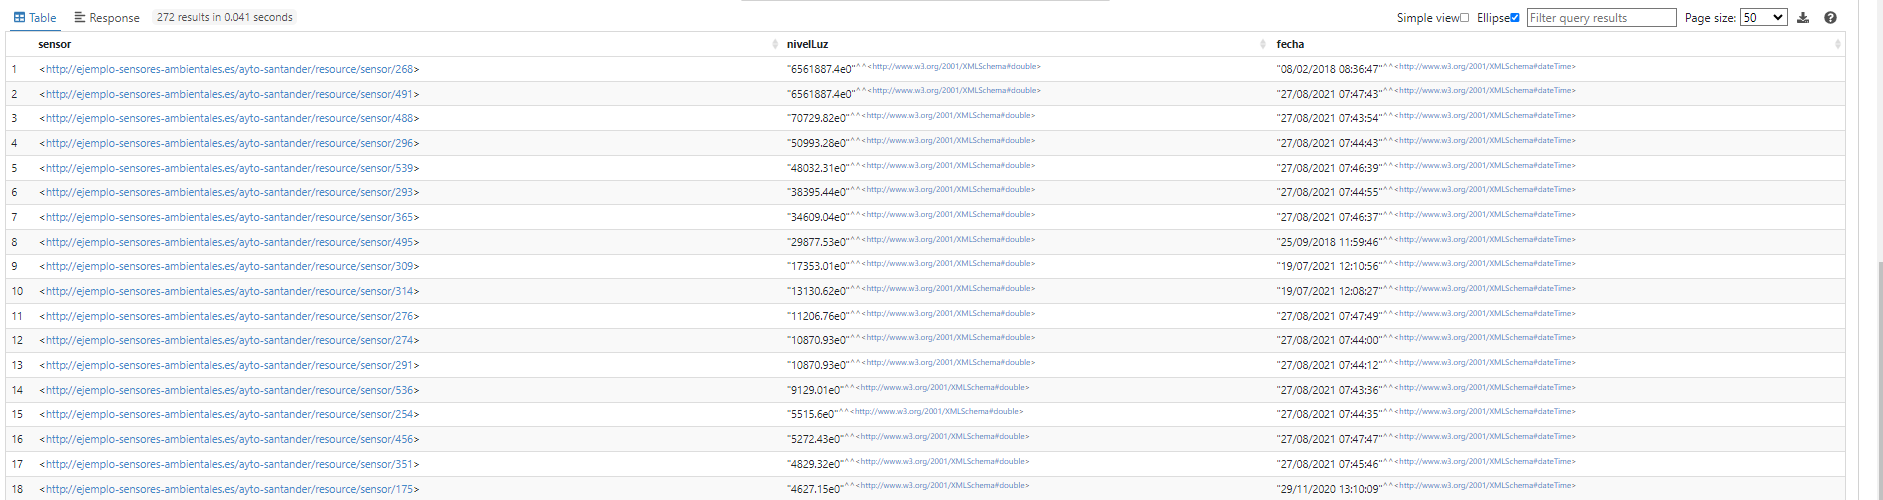 Table Response 272 results in 0.041 seconds Simple view Ellipse Filter query results Page size: 50
sensor nivelLuz fecha
1 <http://ejemplo-sensores-ambientales.es/ayto-santander/resource/sensor/268> "6561887.4e0"^^<http://www.w3.org/2001/XMLSchema#double> "08/02/2018 08:36:47"^^<http://www.w3.org/2001/XMLSchema#dateTime>
2 <http://ejemplo-sensores-ambientales.es/ayto-santander/resource/sensor/491> "6561887.4e0"^^<http://www.w3.org/2001/XMLSchema#double> "27/08/2021 07:47:43"^^<http://www.w3.org/2001/XMLSchema#dateTime>
3 <http://ejemplo-sensores-ambientales.es/ayto-santander/resource/sensor/488> "70729.82e0"^^<http://www.w3.org/2001/XMLSchema#double> "27/08/2021 07:43:54"^^<http://www.w3.org/2001/XMLSchema#dateTime>
4 <http://ejemplo-sensores-ambientales.es/ayto-santander/resource/sensor/296> "50993.28e0"^^<http://www.w3.org/2001/XMLSchema#double> "27/08/2021 07:44:43"^^<http://www.w3.org/2001/XMLSchema#dateTime>
5 <http://ejemplo-sensores-ambientales.es/ayto-santander/resource/sensor/539> "48032.31e0"^^<http://www.w3.org/2001/XMLSchema#double> "27/08/2021 07:46:39"^^<http://www.w3.org/2001/XMLSchema#dateTime>
6 <http://ejemplo-sensores-ambientales.es/ayto-santander/resource/sensor/293> "38395.44e0"^^<http://www.w3.org/2001/XMLSchema#double> "27/08/2021 07:44:55"^^<http://www.w3.org/2001/XMLSchema#dateTime>
7 <http://ejemplo-sensores-ambientales.es/ayto-santander/resource/sensor/365> "34609.04e0"^^<http://www.w3.org/2001/XMLSchema#double> "27/08/2021 07:46:37"^^<http://www.w3.org/2001/XMLSchema#dateTime>
8 <http://ejemplo-sensores-ambientales.es/ayto-santander/resource/sensor/495> "29877.53e0"^^<http://www.w3.org/2001/XMLSchema#double> "25/09/2018 11:59:46"^^<http://www.w3.org/2001/XMLSchema#dateTime>
9 <http://ejemplo-sensores-ambientales.es/ayto-santander/resource/sensor/309> "17353.01e0"^^<http://www.w3.org/2001/XMLSchema#double> "19/07/2021 12:10:56"^^<http://www.w3.org/2001/XMLSchema#dateTime>
10 <http://ejemplo-sensores-ambientales.es/ayto-santander/resource/sensor/314> "13130.62e0"^^<http://www.w3.org/2001/XMLSchema#double> "19/07/2021 12:08:27"^^<http://www.w3.org/2001/XMLSchema#dateTime>
11 <http://ejemplo-sensores-ambientales.es/ayto-santander/resource/sensor/276> "11206.76e0"^^<http://www.w3.org/2001/XMLSchema#double> "27/08/2021 07:47:49"^^<http://www.w3.org/2001/XMLSchema#dateTime>
12 <http://ejemplo-sensores-ambientales.es/ayto-santander/resource/sensor/274> "10870.93e0"^^<http://www.w3.org/2001/XMLSchema#double> "27/08/2021 07:44:00"^^<http://www.w3.org/2001/XMLSchema#dateTime>
13 <http://ejemplo-sensores-ambientales.es/ayto-santander/resource/sensor/291> "10870.93e0"^^<http://www.w3.org/2001/XMLSchema#double> "27/08/2021 07:44:12"^^<http://www.w3.org/2001/XMLSchema#dateTime>
14 <http://ejemplo-sensores-ambientales.es/ayto-santander/resource/sensor/536> "9129.01e0"^^<http://www.w3.org/2001/XMLSchema#double> "27/08/2021 07:43:36"^^<http://www.w3.org/2001/XMLSchema#dateTime>
15 <http://ejemplo-sensores-ambientales.es/ayto-santander/resource/sensor/254> "5515.6e0"^^<http://www.w3.org/2001/XMLSchema#double> "27/08/2021 07:44:35"^^<http://www.w3.org/2001/XMLSchema#dateTime>
16 <http://ejemplo-sensores-ambientales.es/ayto-santander/resource/sensor/456> "5272.43e0"^^<http://www.w3.org/2001/XMLSchema#double> "27/08/2021 07:47:47"^^<http://www.w3.org/2001/XMLSchema#dateTime>
17 <http://ejemplo-sensores-ambientales.es/ayto-santander/resource/sensor/351> "4829.32e0"^^<http://www.w3.org/2001/XMLSchema#double> "27/08/2021 07:45:46"^^<http://www.w3.org/2001/XMLSchema#dateTime>
18 <http://ejemplo-sensores-ambientales.es/ayto-santander/resource/sensor/175> "4627.15e0"^^<http://www.w3.org/2001/XMLSchema#double> "29/11/2020 13:10:09"^^<http://www.w3.org/2001/XMLSchema#dateTime>